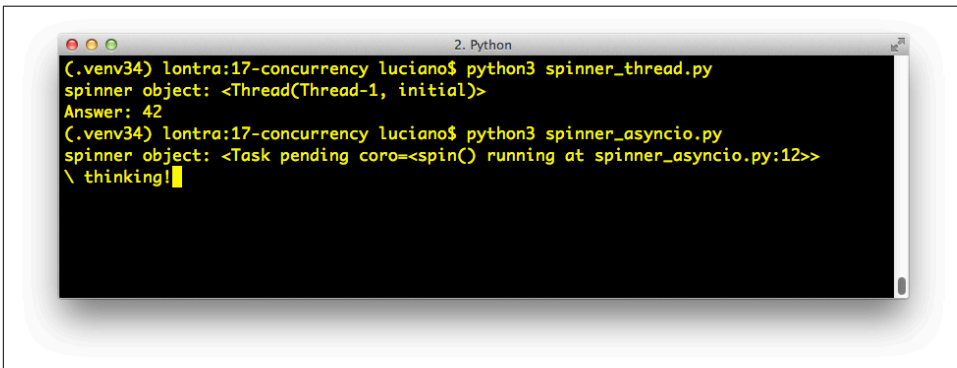 2. Python
(.venv34) lontra:17-concurrency luciano$ python3 spinner_thread.py
spinner object: <Thread(Thread-1, initial)>
Answer: 42
(.venv34) lontra:17-concurrency luciano$ python3 spinner_asyncio.py
spinner object: <Task pending coro=<spin() running at spinner_asyncio.py:12>>
\ thinking!